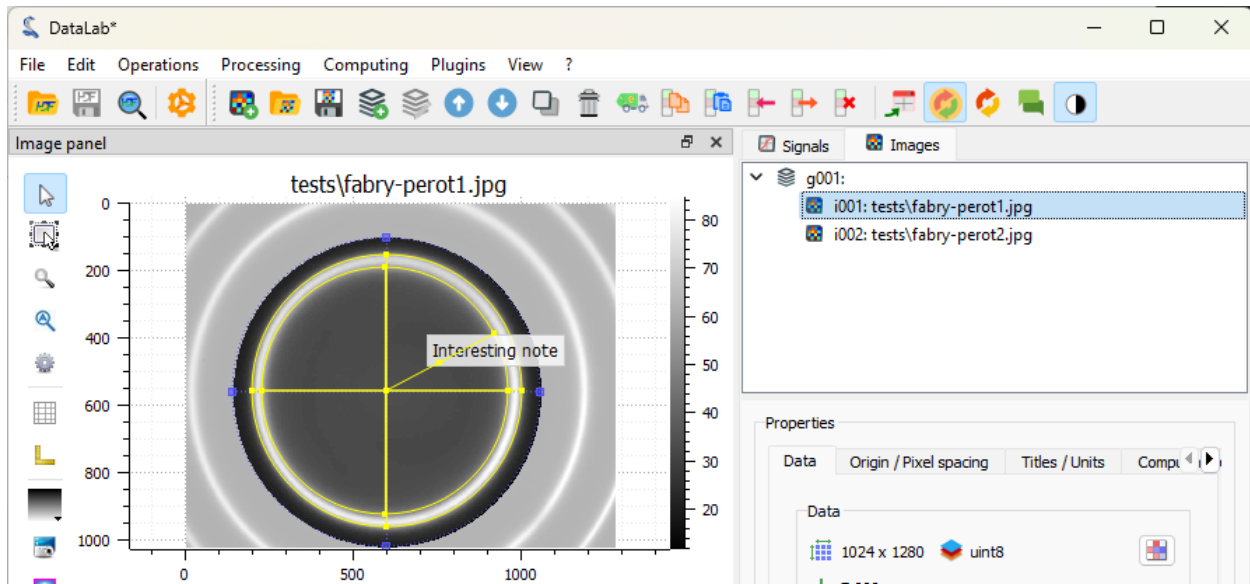 DataLab*
File Edit Operations Processing Computing Plugins View ?
Image panel
Signals Images
tests\fabry-perot1.jpg
g001:
i001: tests\fabry-perot1.jpg
i002: tests\fabry-perot2.jpg
0
200
400
600
800
1000
0 500 1000
80
70
60
50
40
30
20
Interesting note
Properties
Data Origin / Pixel spacing Titles / Units
Data
1024 x 1280 uint8